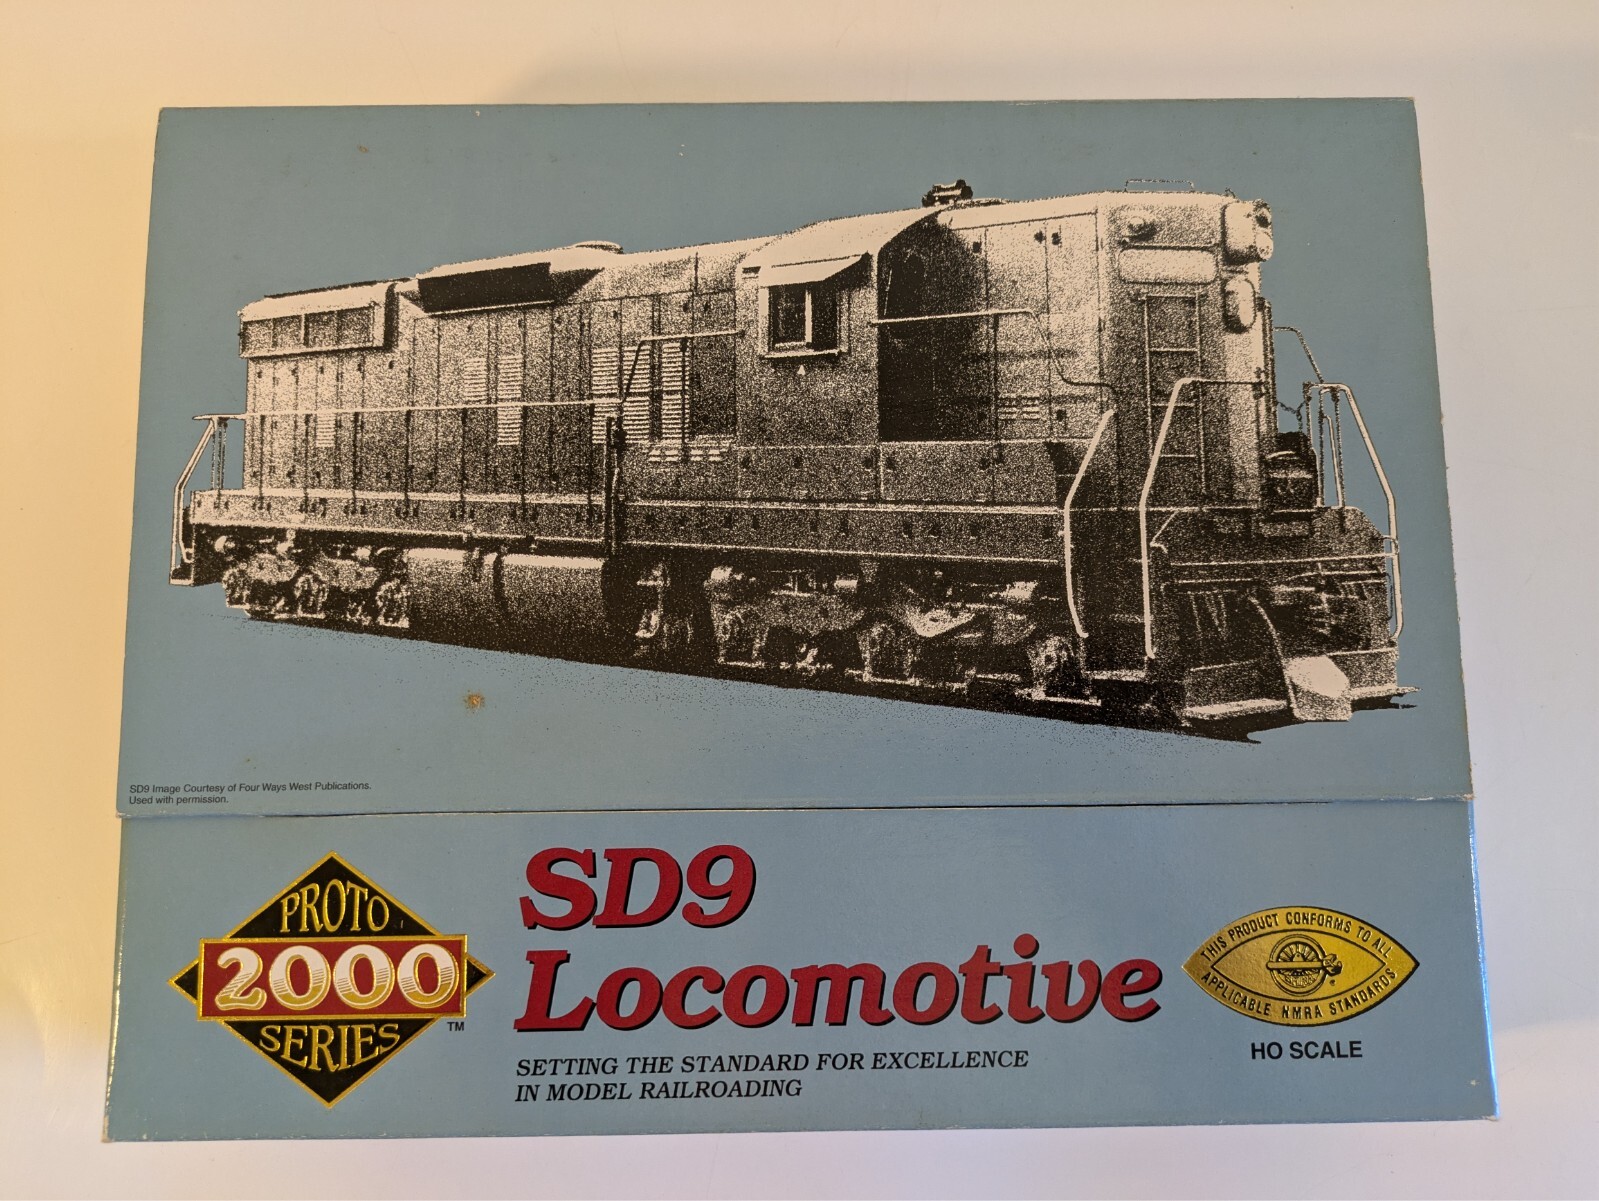 SD9 Image Courtesy of Four Ways West Publications.
Used with permission.
PROTO
2000
SERIES
TM
SD9
Locomotive
SETTING THE STANDARD FOR EXCELLENCE
IN MODEL RAILROADING
THIS PRODUCT CONFORMS TO ALL
APPLICABLE NMRA STANDARDS
HO SCALE